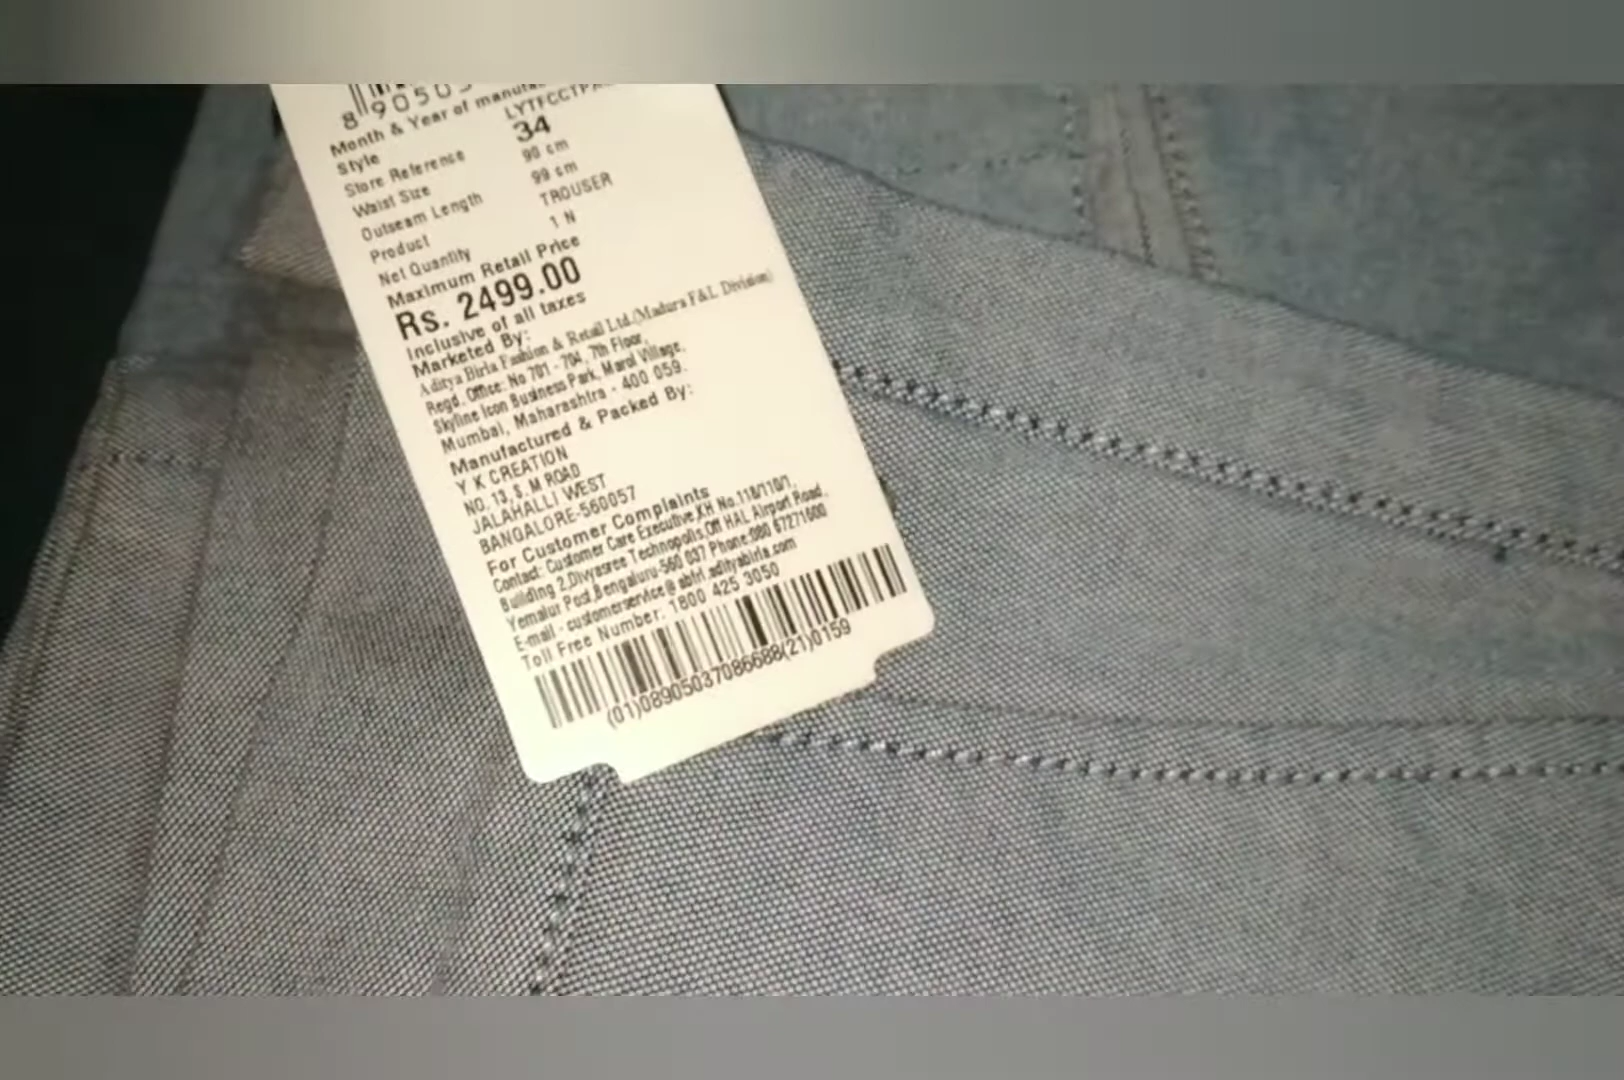 8 90503
Month & Year of manufa
Style LYTFCCTP
Store Reference 34
Waist Size 90 cm
Outseam Length 99 cm
Product TROUSER
Net Quantity 1 N
Maximum Retail Price
Rs. 2499.00
Inclusive of all taxes
Marketed By:
Aditya Birla Fashion & Retail Ltd.(Madura F&L Division)
Regd. Office: No 701 - 704, 7th Floor,
Skyline Icon Business Park, Marol Village,
Mumbai, Maharashtra - 400 059.
Manufactured & Packed By:
Y K CREATION
NO. 13, S. M ROAD
JALAHALLI WEST
BANGALORE-560057
For Customer Complaints
Contact: Customer Care Executive,KH No.118/110/1,
Building 2,Divyasree Technopolis,Off HAL Airport Road,
Yemalur Post,Bengaluru-560 037 Phone:080 67271600
E-mail - customerservice@abfrl.adityabirla.com
Toll Free Number: 1800 425 3050
(01)08905037086688(21)0159